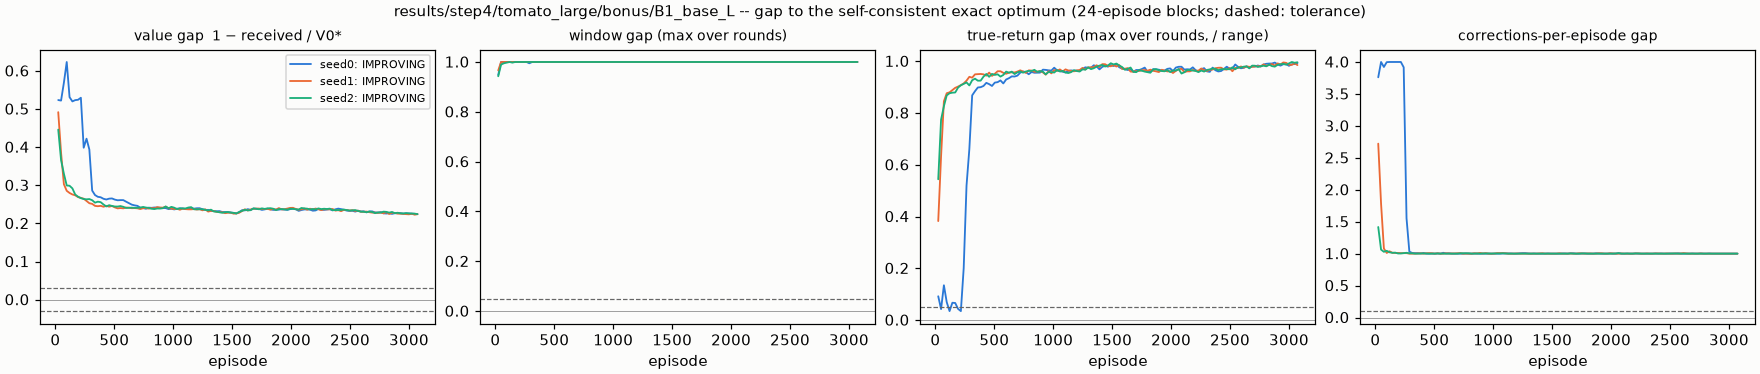 results/step4/tomato_large/bonus/B1_base_L -- gap to the self-consistent exact optimum (24-episode blocks; dashed: tolerance)
value gap  1 − received / V0*
0.6
0.5
0.4
0.3
0.2
0.1
0.0
seed0: IMPROVING
seed1: IMPROVING
seed2: IMPROVING
0 500 1000 1500 2000 2500 3000
episode
window gap (max over rounds)
1.0
0.8
0.6
0.4
0.2
0.0
0 500 1000 1500 2000 2500 3000
episode
true-return gap (max over rounds, / range)
1.0
0.8
0.6
0.4
0.2
0.0
0 500 1000 1500 2000 2500 3000
episode
corrections-per-episode gap
4.0
3.5
3.0
2.5
2.0
1.5
1.0
0.5
0.0
0 500 1000 1500 2000 2500 3000
episode